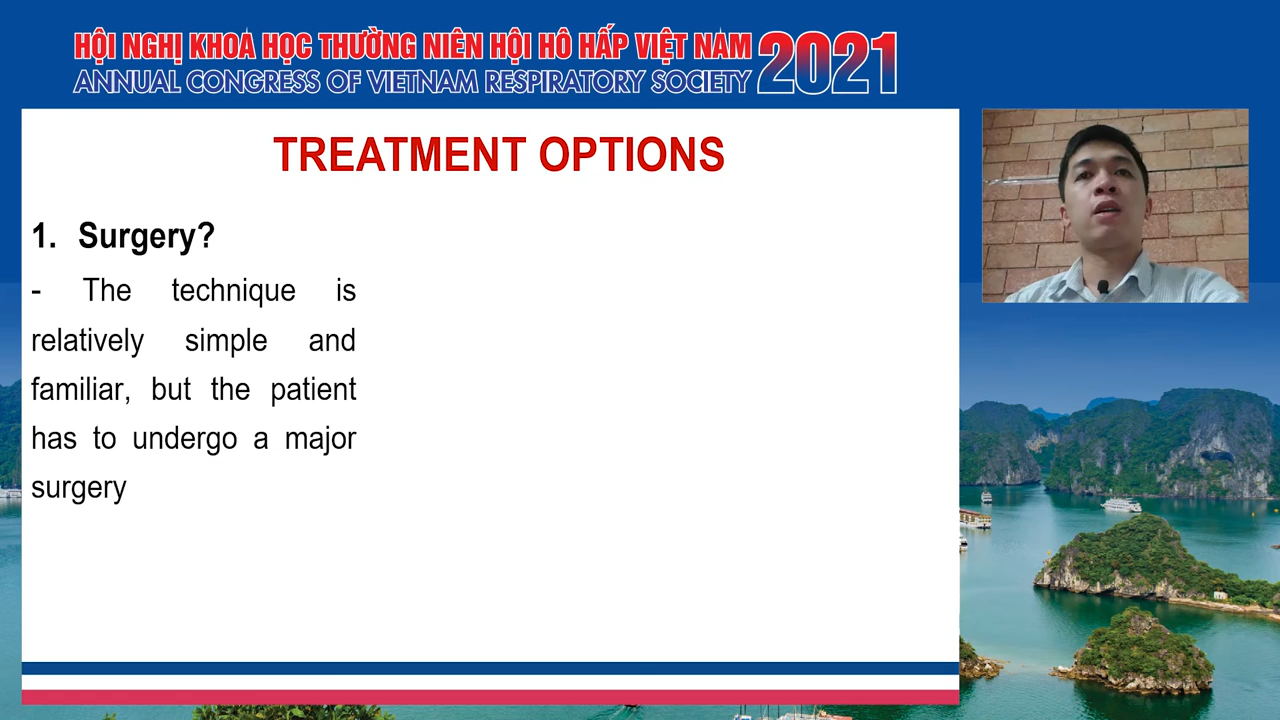 HỘI NGHỊ KHOA HỌC THƯỜNG NIÊN HỘI HÔ HẤP VIỆT NAM
ANNUAL CONGRESS OF VIETNAM RESPIRATORY SOCIETY 2021
TREATMENT OPTIONS
1. Surgery?
- The technique is
relatively simple and
familiar, but the patient
has to undergo a major
surgery